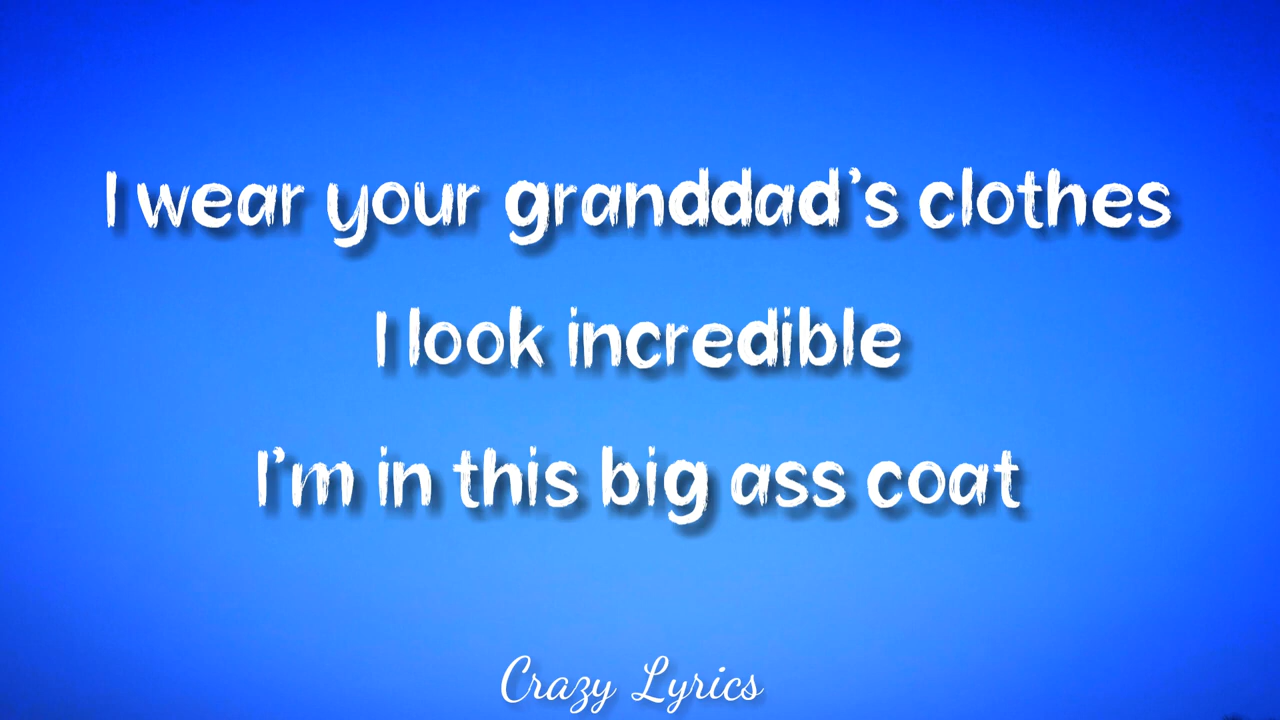 I wear your granddad's clothes
I look incredible
I'm in this big ass coat
Crazy Lyrics